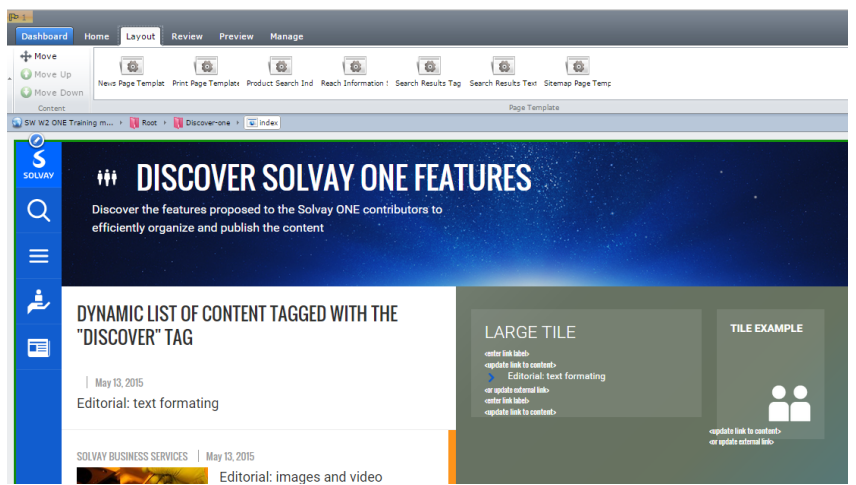 1
Dashboard Home Layout Review Preview Manage
Move
Move Up
Move Down
Content
News Page Templat Print Page Template Product Search Ind Reach Information Search Results Tag Search Results Text Sitemap Page Temp
Page Template
SW W2 ONE Training m... Root Discover-one index
SOLVAY
DISCOVER SOLVAY ONE FEATURES
Discover the features proposed to the Solvay ONE contributors to
efficiently organize and publish the content
DYNAMIC LIST OF CONTENT TAGGED WITH THE
"DISCOVER" TAG
May 13, 2015
Editorial: text formating
SOLVAY BUSINESS SERVICES | May 13, 2015
Editorial: images and video
LARGE TILE
<enter link label>
<update link to content>
Editorial: text formating
<or update external link>
<enter link label>
<update link to content>
TILE EXAMPLE
<update link to content>
<or update external link>